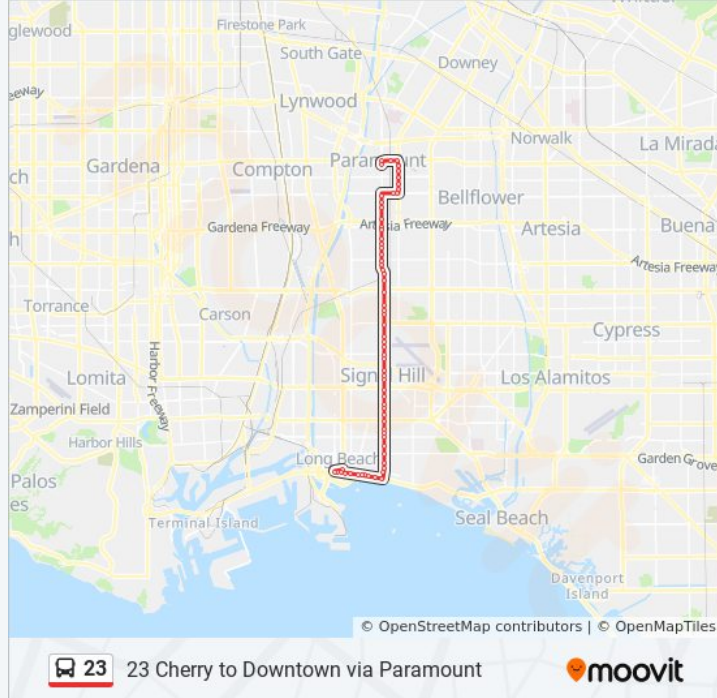 glewood
Firestone Park
South Gate
Downey
eeway
Lynwood
Norwalk
La Mirada
Paramount
Gardena
Compton
ch
Bellflower
Gardena Freeway
Artesia Freeway
Artesia
Buena
h
Artesia Freeway
Torrance
Carson
Cypress
Harbor Freeway
Lomita
Signal Hill
Los Alamitos
Zamperini Field
Harbor Hills
Long Beach
Garden Grove
Palos
es
Terminal Island
Seal Beach
Davenport
Island
© OpenStreetMap contributors | © OpenMapTiles
23 23 Cherry to Downtown via Paramount
moovit